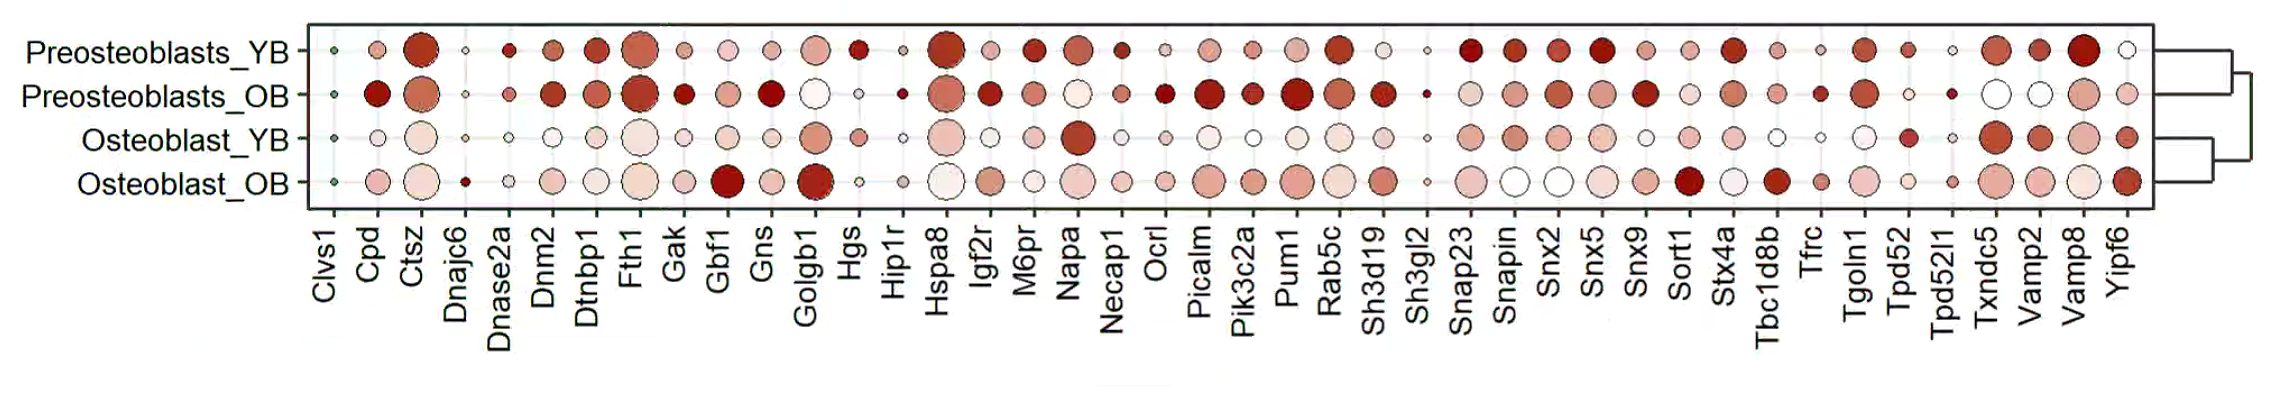 Preosteoblasts_YB
Preosteoblasts_OB
Osteoblast_YB
Osteoblast_OB
Clvs1 Cpd Ctsz Dnajc6 Dnase2a Dnm2 Dtnbp1 Fth1 Gak Gbf1 Gns Golgb1 Hgs Hip1r Hspa8 Igf2r M6pr Napa Necap1 Ocrl Picalm Pik3c2a Pum1 Rab5c Sh3d19 Sh3gl2 Snap23 Snapin Snx2 Snx5 Snx9 Sort1 Stx4a Tbc1d8b Tfrc Tgoln1 Tpd52 Tpd52l1 Txndc5 Vamp2 Vamp8 Yipf6